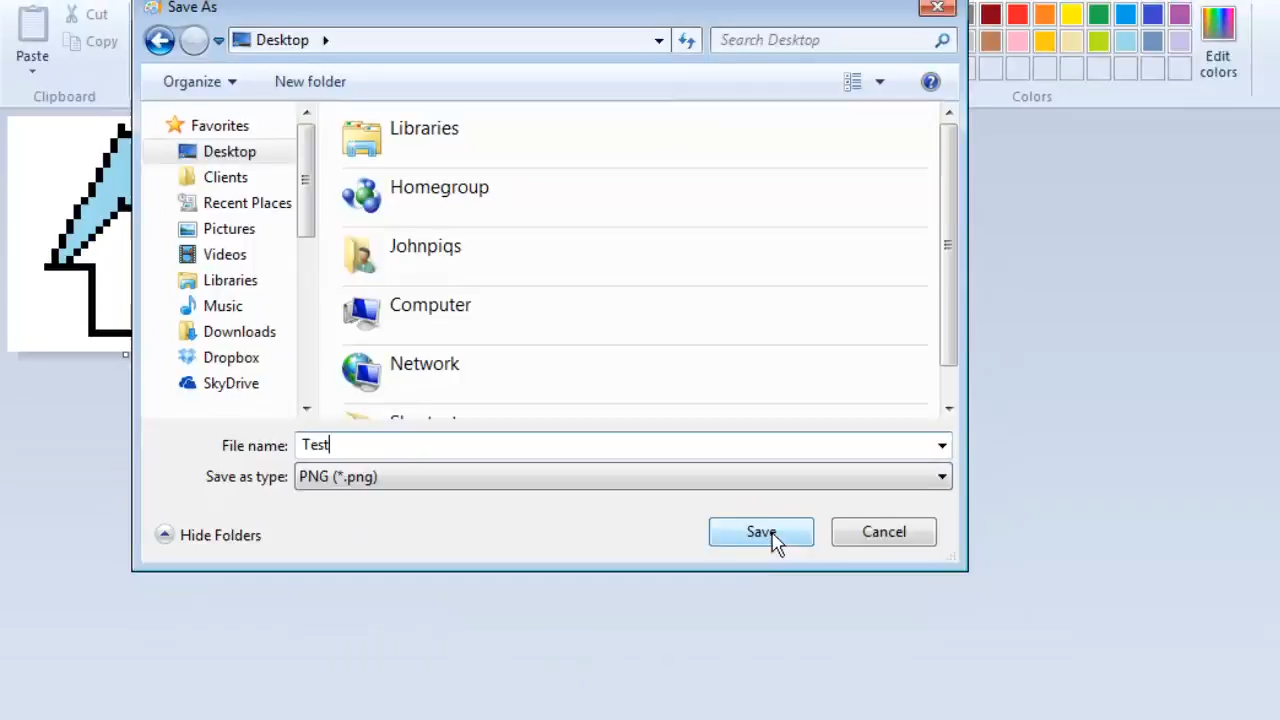 Save As
Cut
Copy
Paste
Clipboard
Desktop
Search Desktop
Edit
colors
Colors
Organize
New folder
Favorites
Desktop
Clients
Recent Places
Pictures
Videos
Libraries
Music
Downloads
Dropbox
SkyDrive
Libraries
Homegroup
Johnpiqs
Computer
Network
File name: Test
Save as type: PNG (*.png)
Hide Folders
Save
Cancel